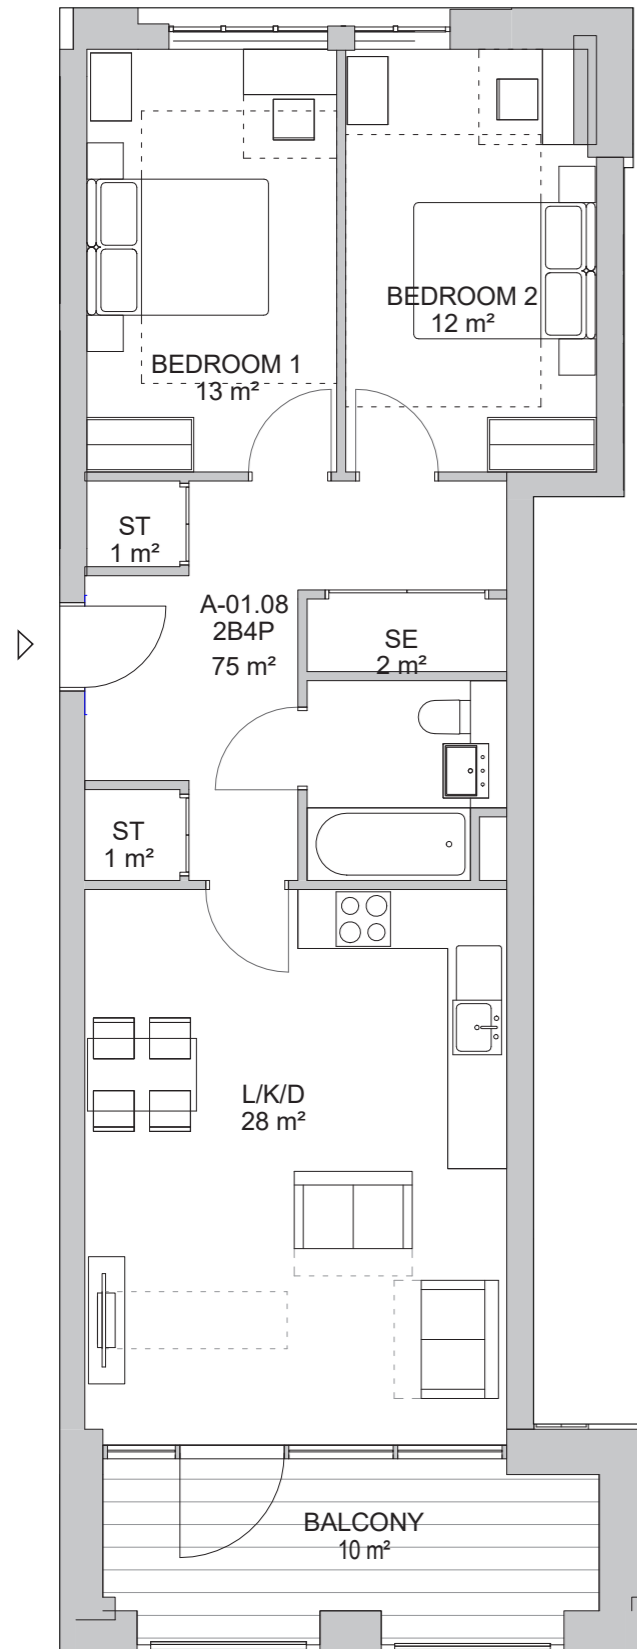 BEDROOM 2
12 m²
BEDROOM 1
13 m²
ST
1 m²
A-01.08
2B4P
75 m²
SE
2 m²
ST
1 m²
L/K/D
28 m²
BALCONY
10 m²